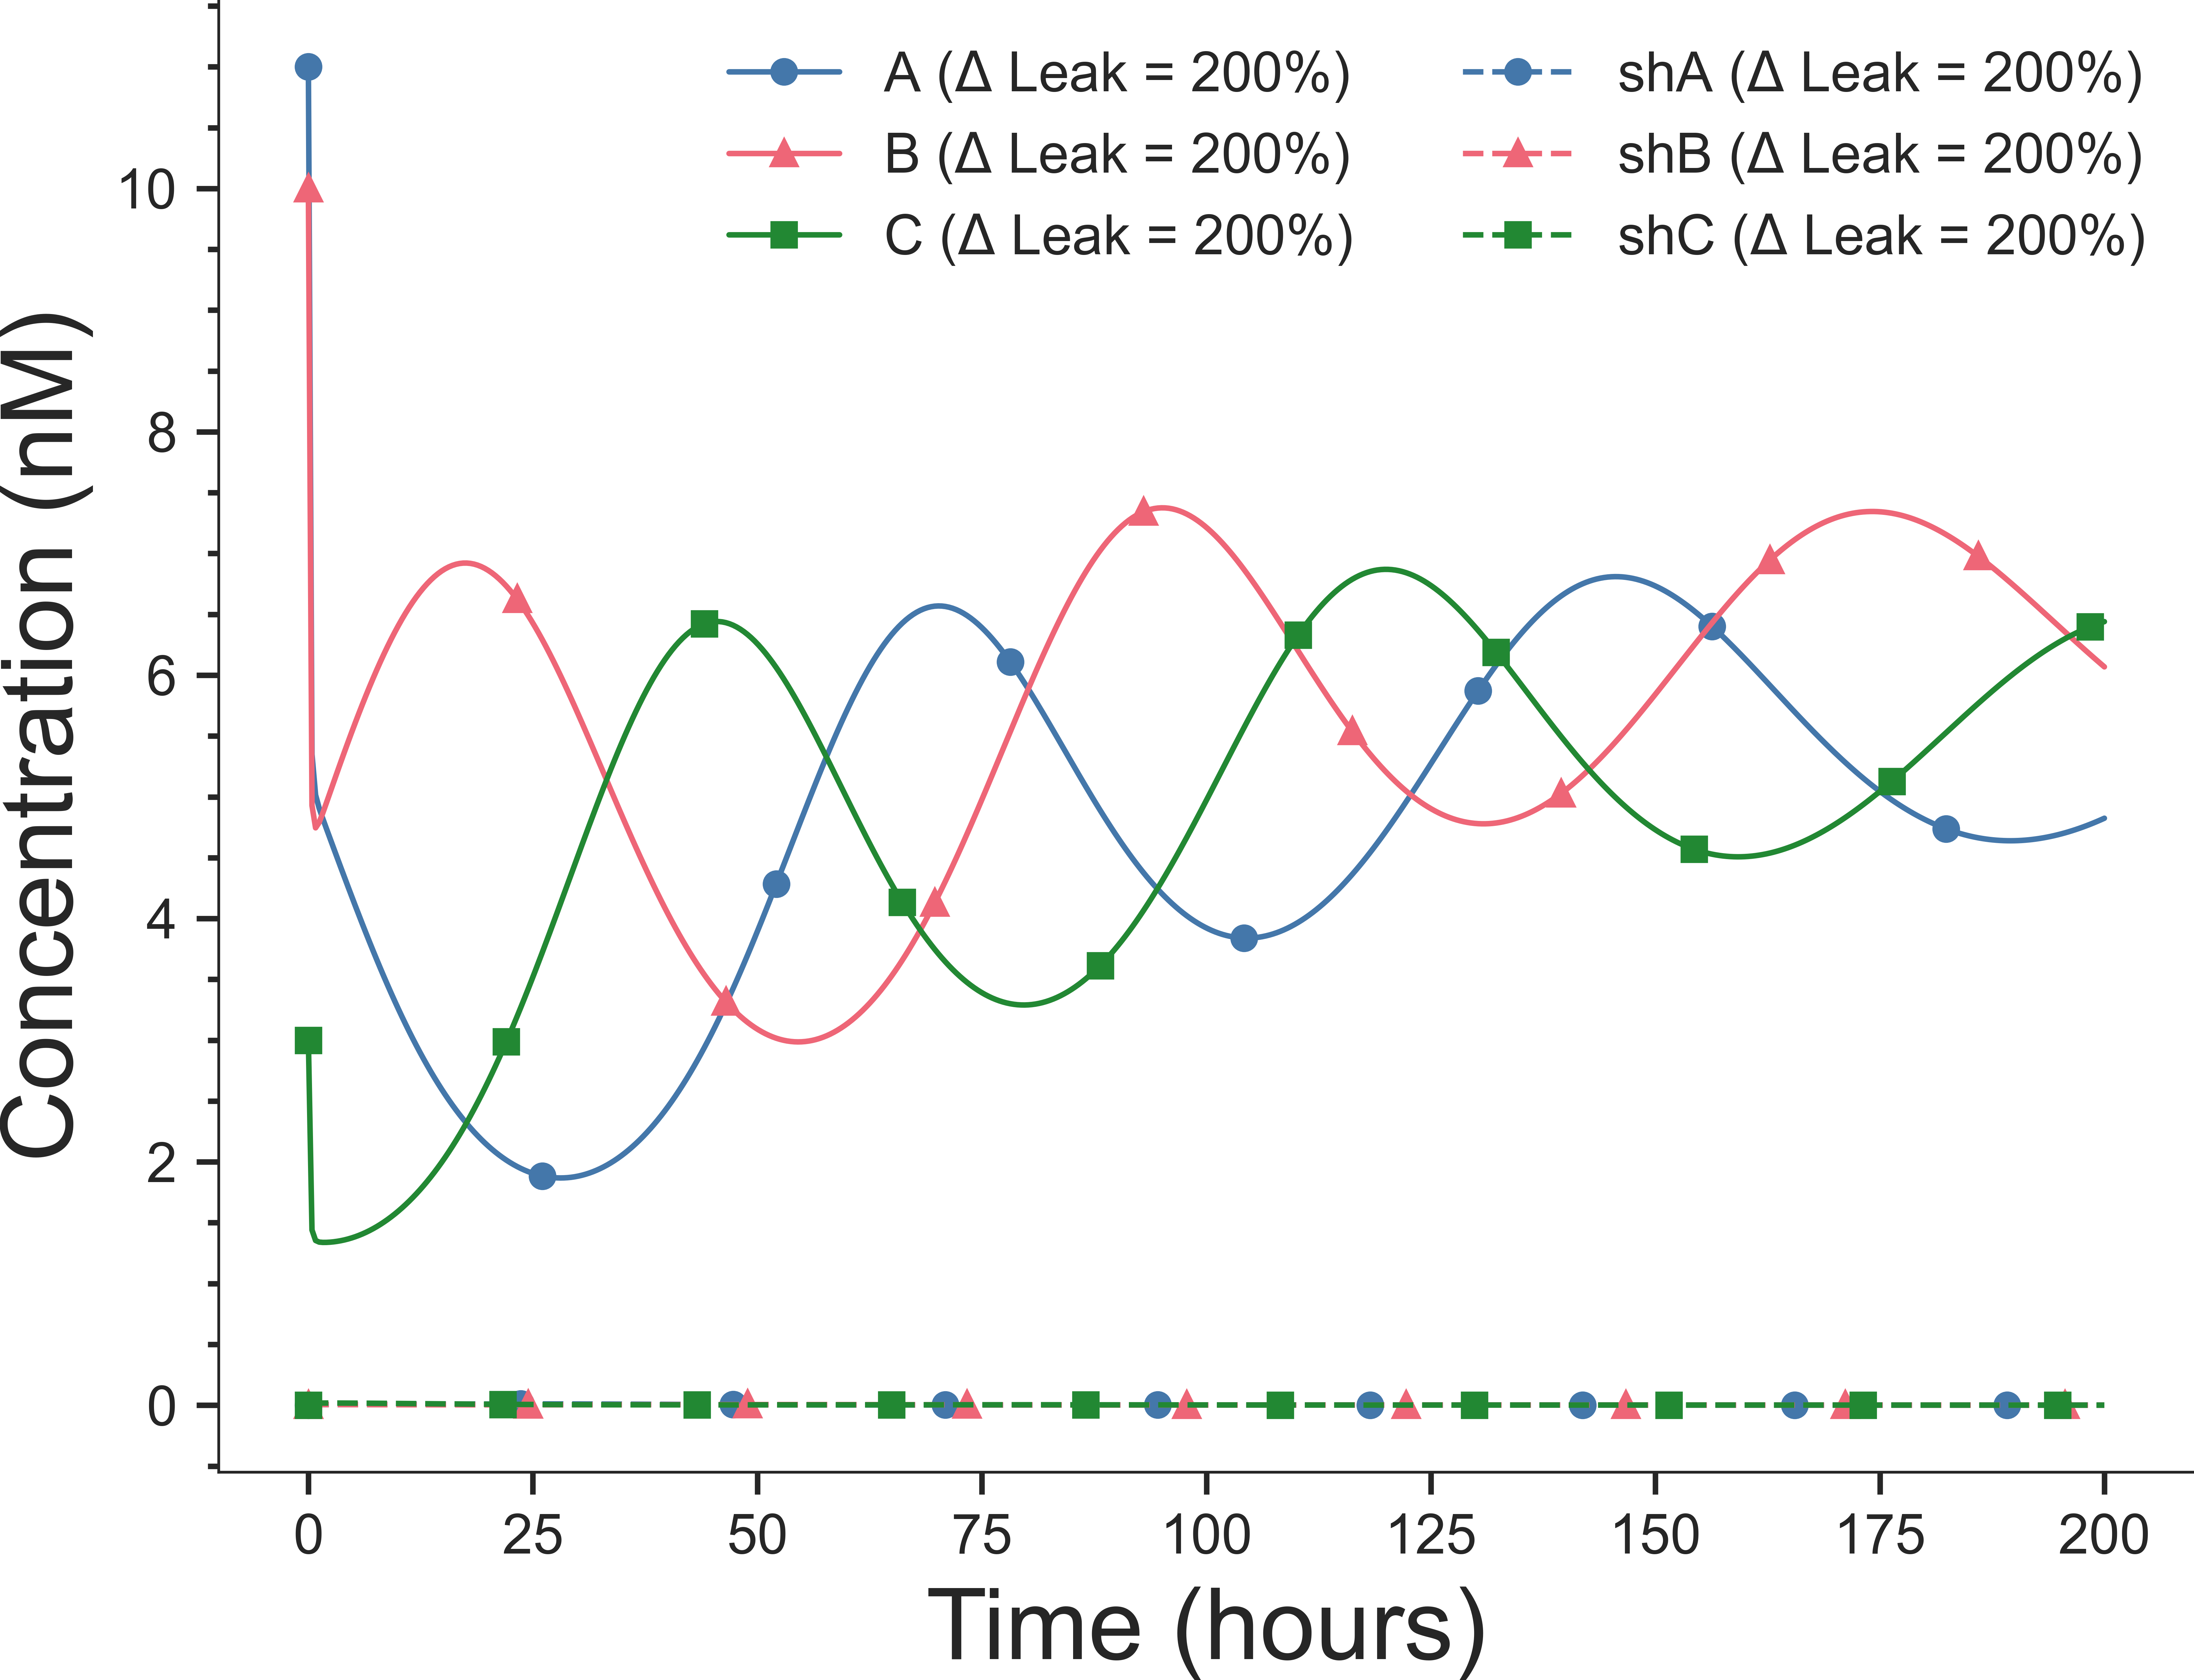 A (Δ Leak = 200%)
B (Δ Leak = 200%)
C (Δ Leak = 200%)
shA (Δ Leak = 200%)
shB (Δ Leak = 200%)
shC (Δ Leak = 200%)
Concentration (nM)
10
8
6
4
2
0
0 25 50 75 100 125 150 175 200
Time (hours)